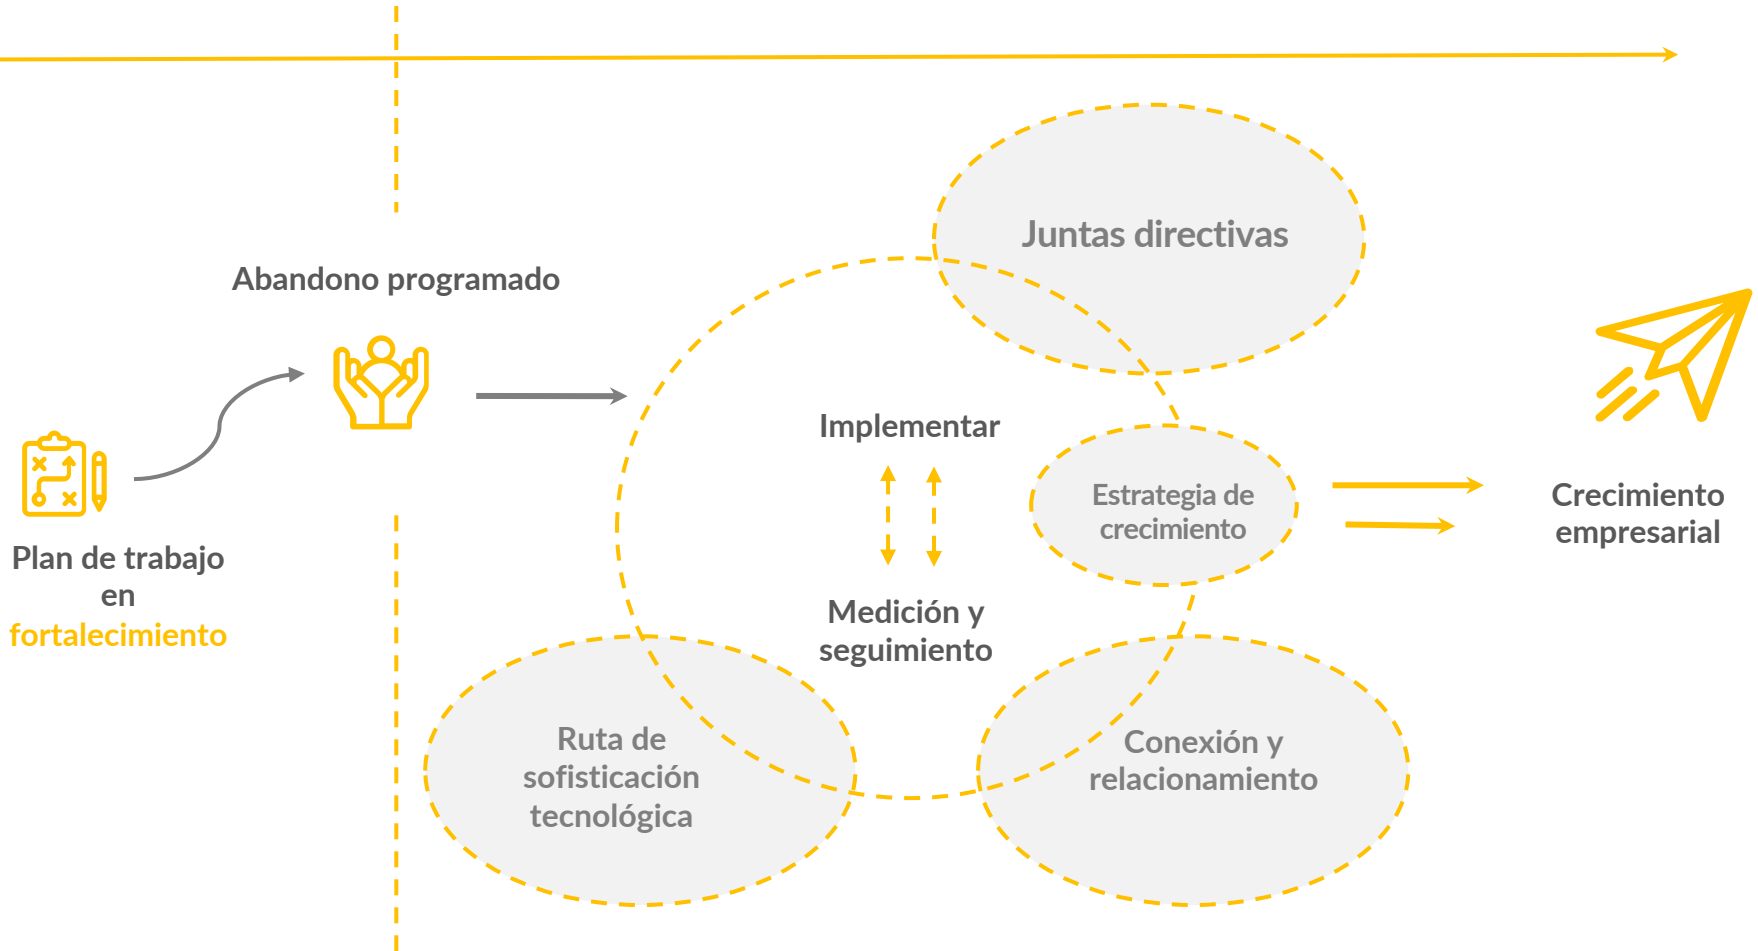 Juntas directivas
Abandono programado
Implementar
Estrategia de
crecimiento
Crecimiento
empresarial
Plan de trabajo
en
fortalecimiento
Medición y
seguimiento
Ruta de
sofisticación
tecnológica
Conexión y
relacionamiento